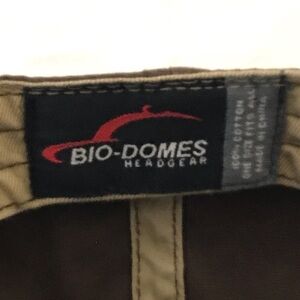 BIO-DOMES
HEADGEAR
100% COTTON
ONE SIZE FITS ALL
MADE IN CHINA